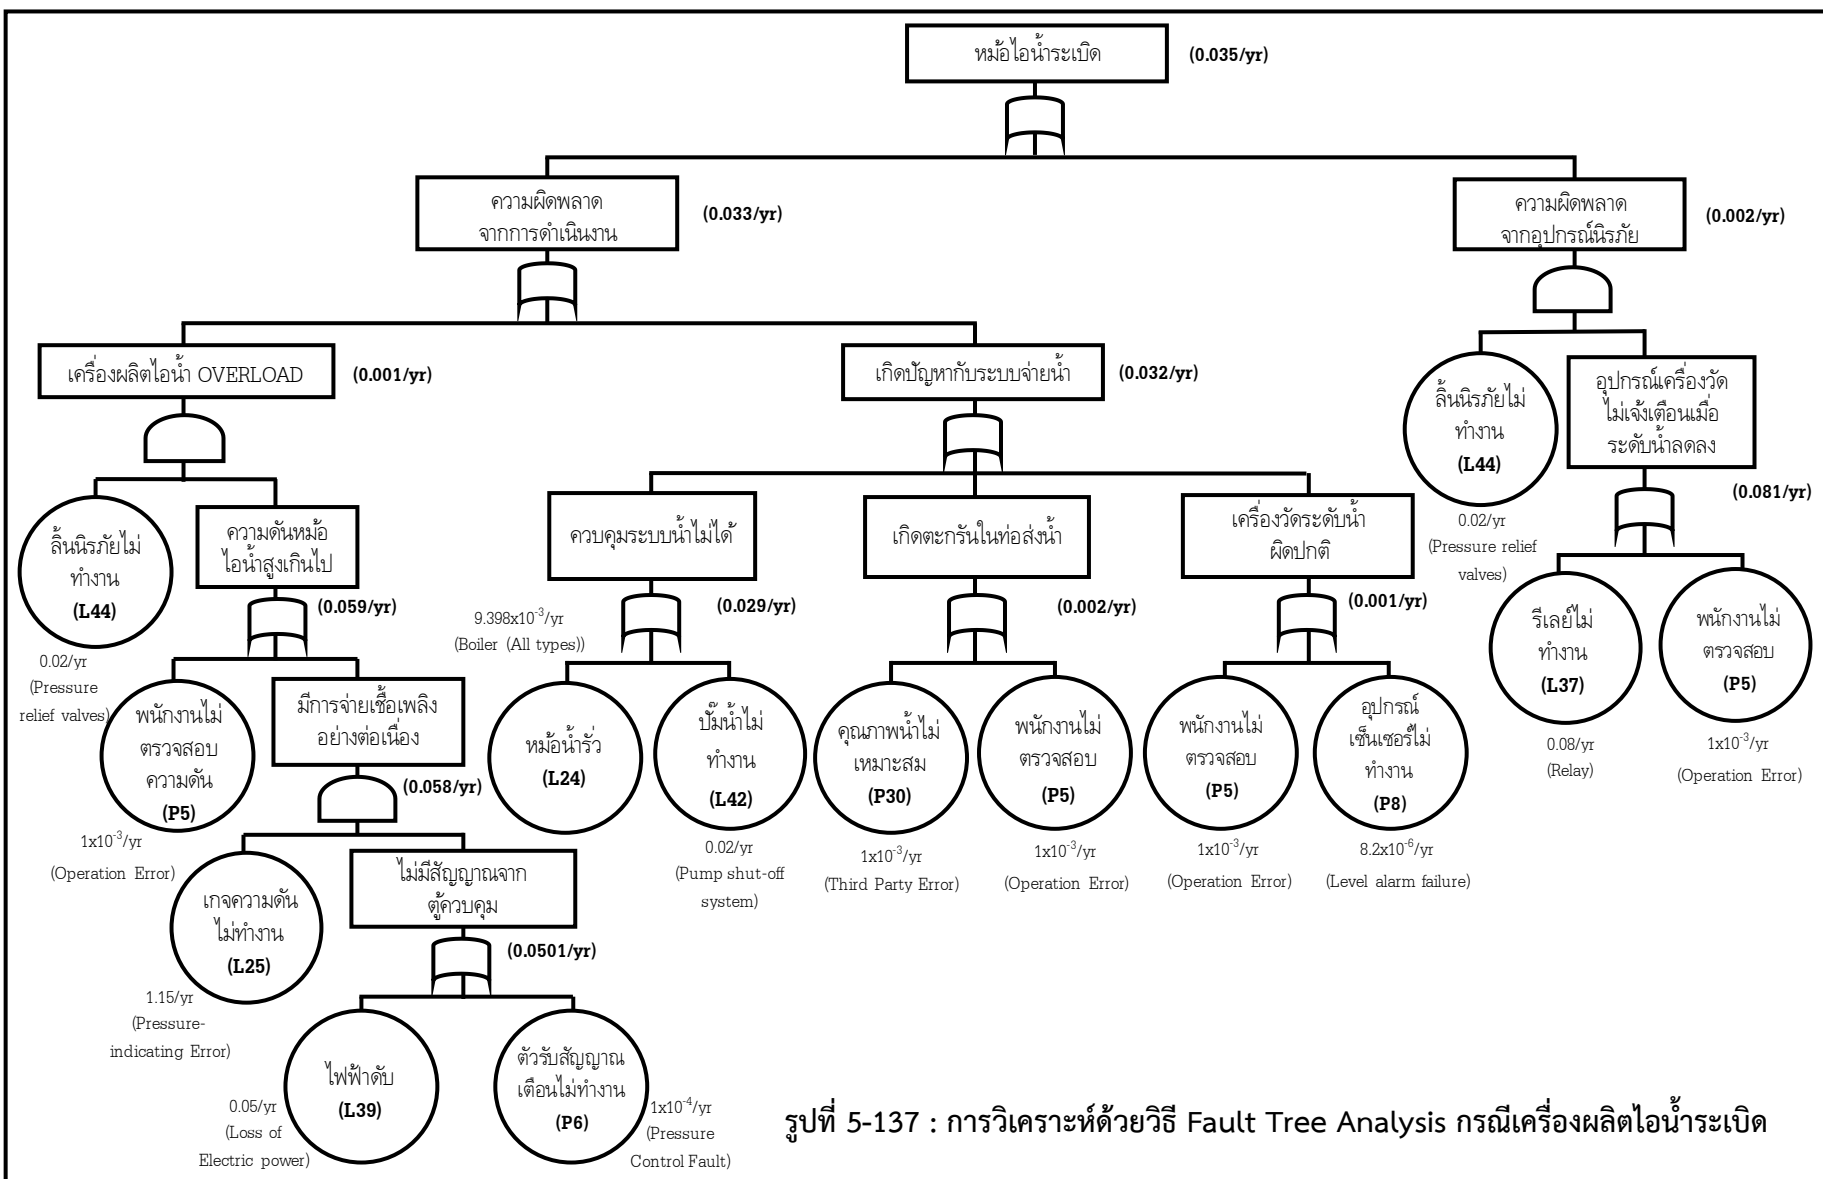 หม้อไอน้ำระเบิด
(0.035/yr)
ความผิดพลาด
จากการดำเนินงาน
(0.033/yr)
ความผิดพลาด
จากอุปกรณ์นิรภัย
(0.002/yr)
เครื่องผลิตไอน้ำ OVERLOAD
(0.001/yr)
เกิดปัญหากับระบบจ่ายน้ำ
(0.032/yr)
ลิ้นนิรภัยไม่
ทำงาน
(L44)
0.02/yr
(Pressure relief
valves)
อุปกรณ์เครื่องวัด
ไม่เจ้งเตือนเมื่อ
ระดับน้ำลดลง
(0.081/yr)
ลิ้นนิรภัยไม่
ทำงาน
(L44)
0.02/yr
(Pressure
relief valves)
ความดันหม้อ
ไอน้ำสูงเกินไป
(0.059/yr)
ควบคุมระบบน้ำไม่ได้
(0.029/yr)
เกิดตะกรันในท่อส่งน้ำ
(0.002/yr)
เครื่องวัดระดับน้ำ
ผิดปกติ
(0.001/yr)
รีเลย์ไม่
ทำงาน
(L37)
0.08/yr
(Relay)
พนักงานไม่
ตรวจสอบ
(P5)
1x10⁻³/yr
(Operation Error)
พนักงานไม่
ตรวจสอบ
ความดัน
(P5)
1x10⁻³/yr
(Operation Error)
มีการจ่ายเชื้อเพลิง
อย่างต่อเนื่อง
(0.058/yr)
9.398x10⁻³/yr
(Boiler (All types))
หม้อน้ำรั่ว
(L24)
ปั๊มน้ำไม่
ทำงาน
(L42)
0.02/yr
(Pump shut-off
system)
คุณภาพน้ำไม่
เหมาะสม
(P30)
1x10⁻³/yr
(Third Party Error)
พนักงานไม่
ตรวจสอบ
(P5)
1x10⁻³/yr
(Operation Error)
พนักงานไม่
ตรวจสอบ
(P5)
1x10⁻³/yr
(Operation Error)
อุปกรณ์
เซ็นเซอร์ไม่
ทำงาน
(P8)
8.2x10⁻⁶/yr
(Level alarm failure)
เกจความดัน
ไม่ทำงาน
(L25)
1.15/yr
(Pressure-
indicating Error)
ไม่มีสัญญาณจาก
ตู้ควบคุม
(0.0501/yr)
ไฟฟ้าดับ
(L39)
0.05/yr
(Loss of
Electric power)
ตัวรับสัญญาณ
เตือนไม่ทำงาน
(P6)
1x10⁻⁴/yr
(Pressure
Control Fault)
รูปที่ 5-137 : การวิเคราะห์ด้วยวิธี Fault Tree Analysis กรณีเครื่องผลิตไอน้ำระเบิด